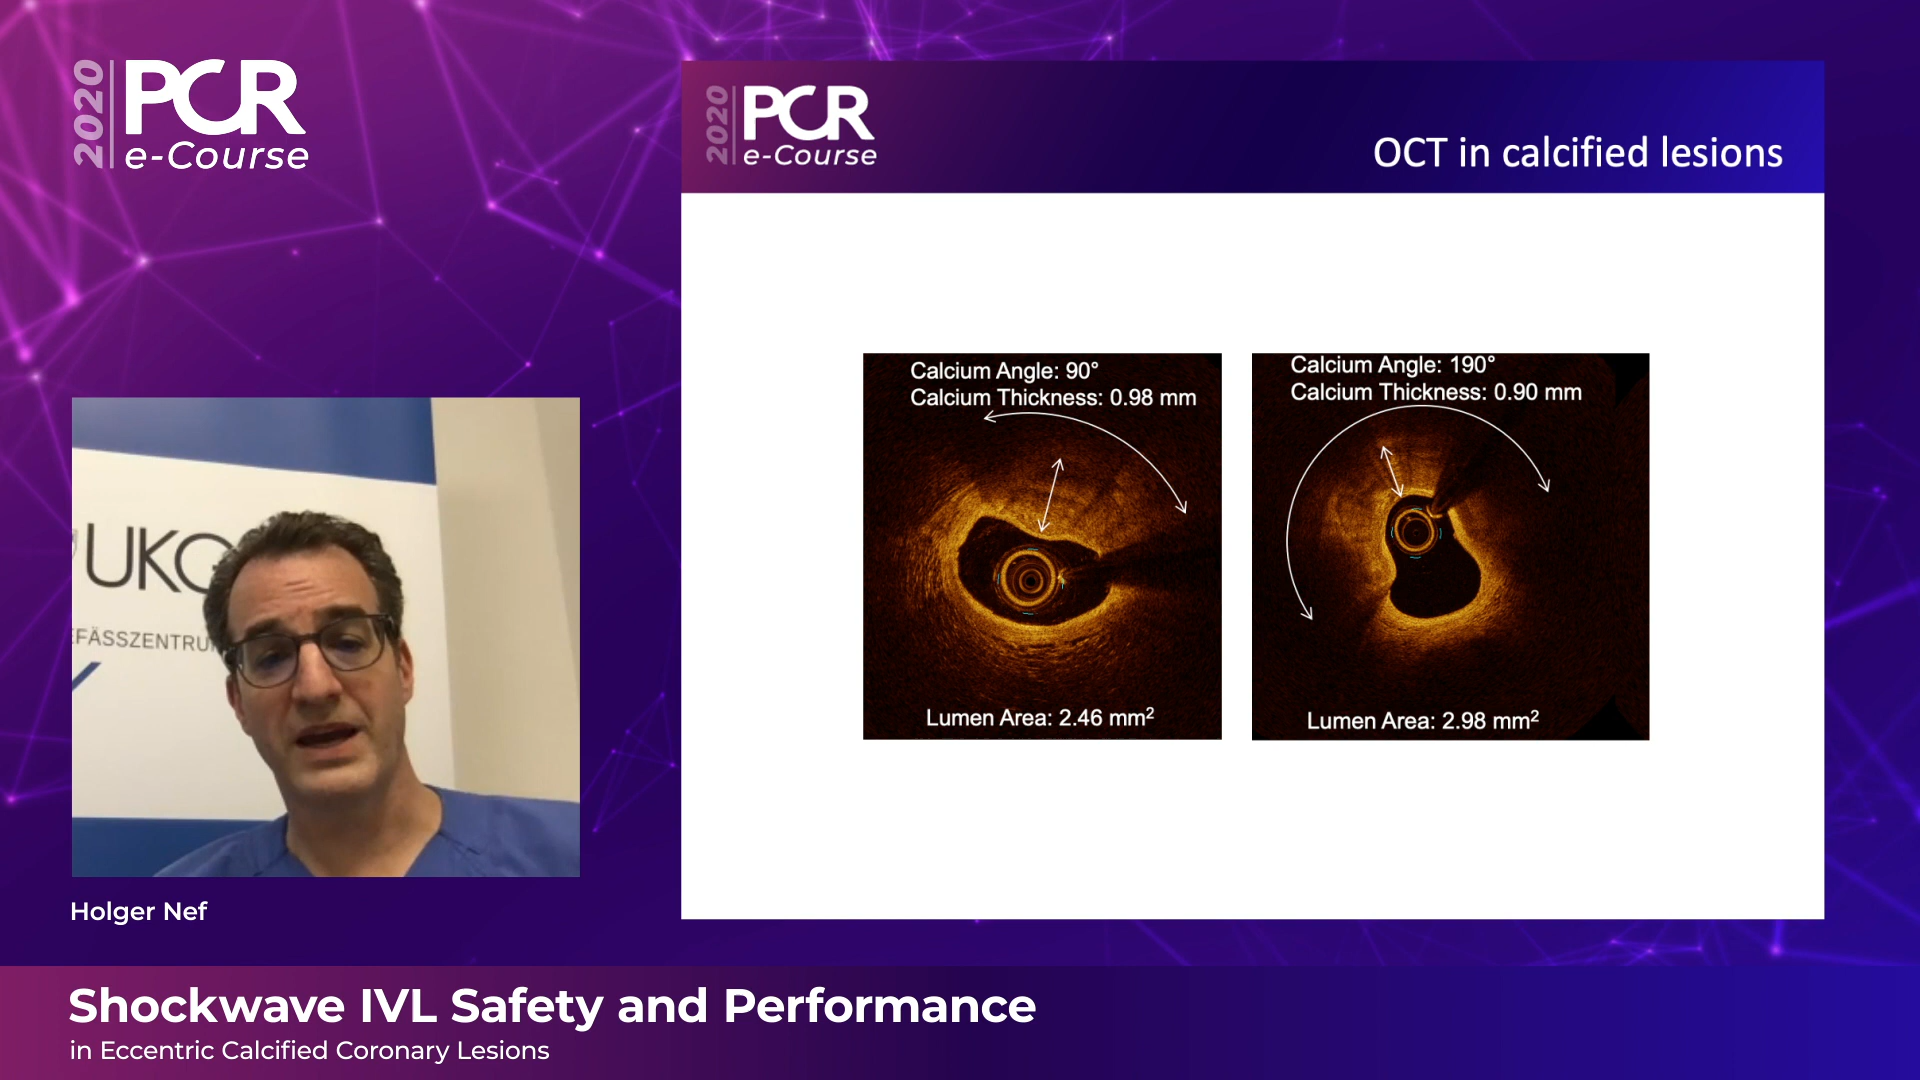 2020
PCR
e-Course
2020
PCR
e-Course
OCT in calcified lesions
Calcium Angle: 90°
Calcium Thickness: 0.98 mm
Lumen Area: 2.46 mm²
Calcium Angle: 190°
Calcium Thickness: 0.90 mm
Lumen Area: 2.98 mm²
UKG
EFÄSSZENTRU
Holger Nef
Shockwave IVL Safety and Performance
in Eccentric Calcified Coronary Lesions